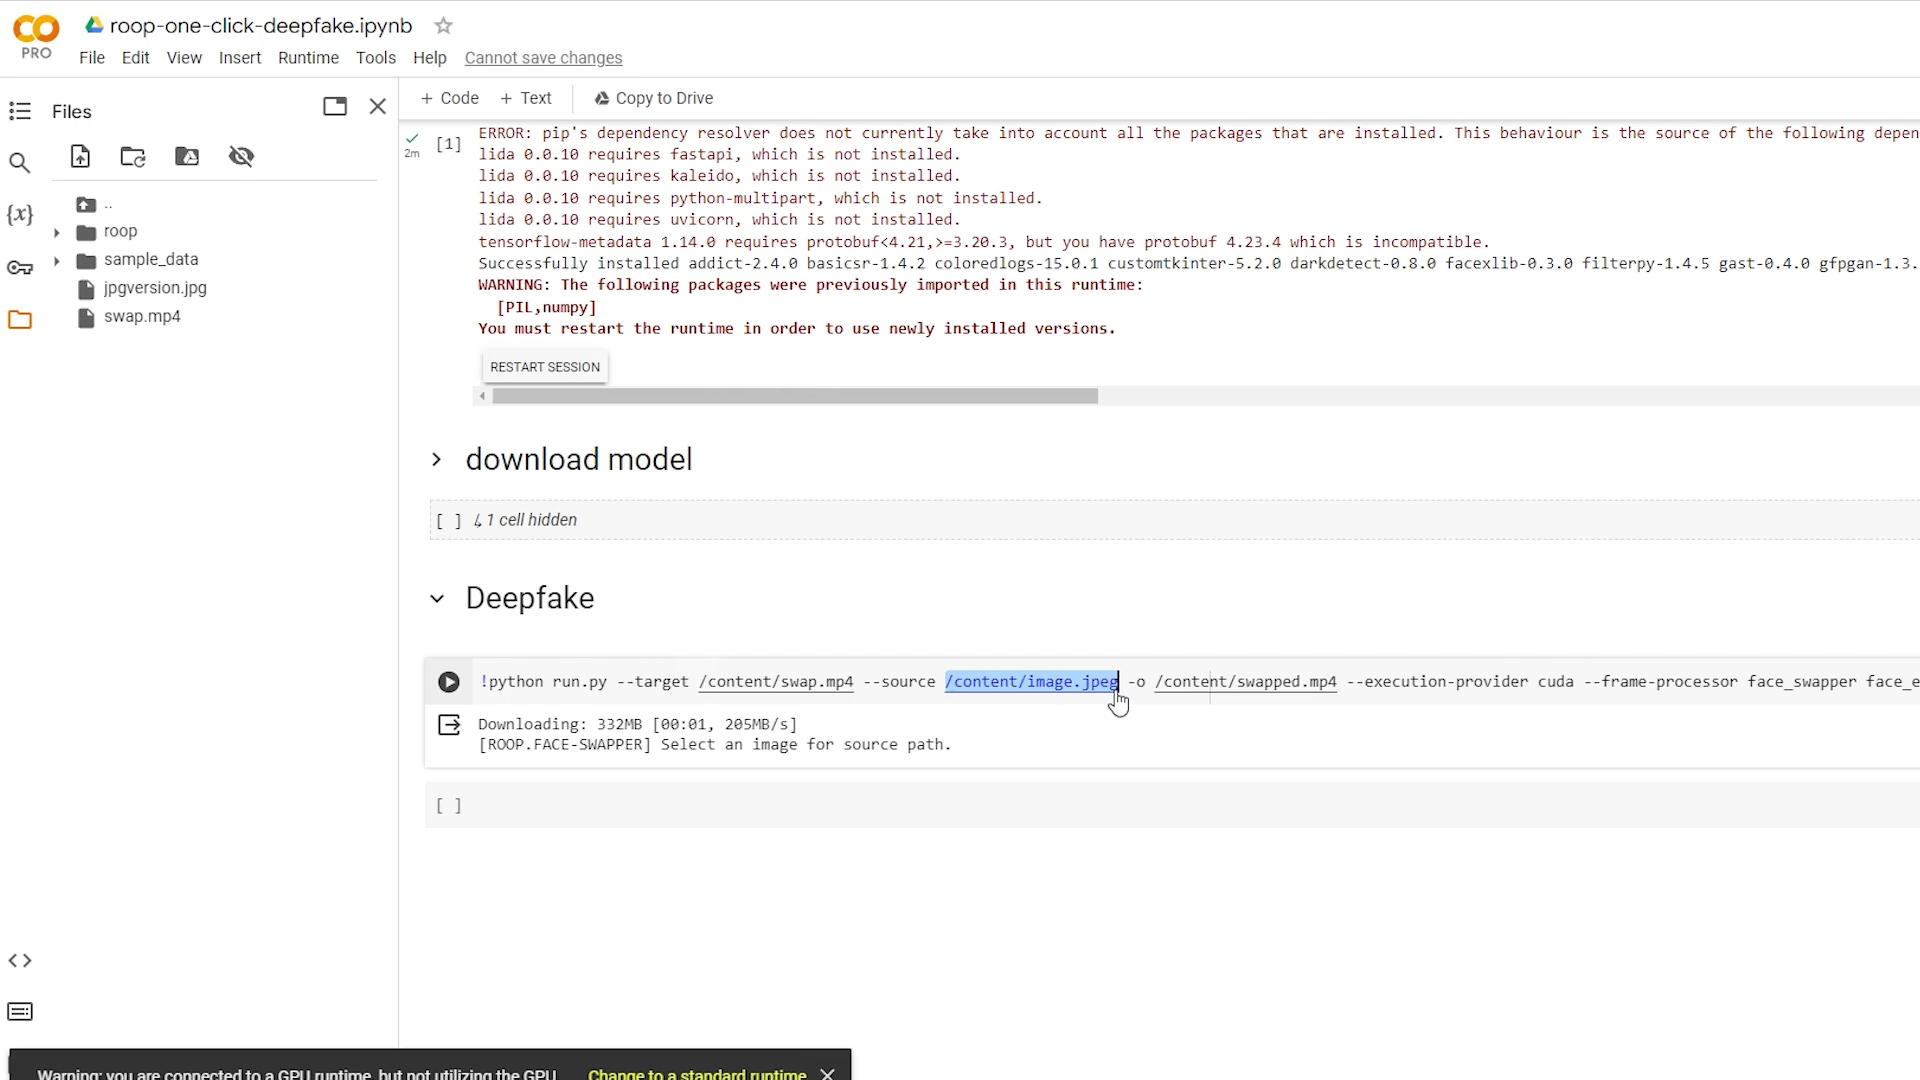 roop-one-click-deepfake.ipynb
PRO
File Edit View Insert Runtime Tools Help Cannot save changes
Files
+ Code + Text Copy to Drive
..
roop
sample_data
jpgversion.jpg
swap.mp4
{x}
2m
[1]
ERROR: pip's dependency resolver does not currently take into account all the packages that are installed. This behaviour is the source of the following depen
lida 0.0.10 requires fastapi, which is not installed.
lida 0.0.10 requires kaleido, which is not installed.
lida 0.0.10 requires python-multipart, which is not installed.
lida 0.0.10 requires uvicorn, which is not installed.
tensorflow-metadata 1.14.0 requires protobuf<4.21,>=3.20.3, but you have protobuf 4.23.4 which is incompatible.
Successfully installed addict-2.4.0 basicsr-1.4.2 coloredlogs-15.0.1 customtkinter-5.2.0 darkdetect-0.8.0 facexlib-0.3.0 filterpy-1.4.5 gast-0.4.0 gfpgan-1.3.
WARNING: The following packages were previously imported in this runtime:
[PIL,numpy]
You must restart the runtime in order to use newly installed versions.
RESTART SESSION
download model
[ ] ↳ 1 cell hidden
Deepfake
!python run.py --target /content/swap.mp4 --source /content/image.jpeg -o /content/swapped.mp4 --execution-provider cuda --frame-processor face_swapper face_e
Downloading: 332MB [00:01, 205MB/s]
[ROOP.FACE-SWAPPER] Select an image for source path.
[ ]
Warning: you are connected to a GPU runtime, but not utilizing the GPU. Change to a standard runtime